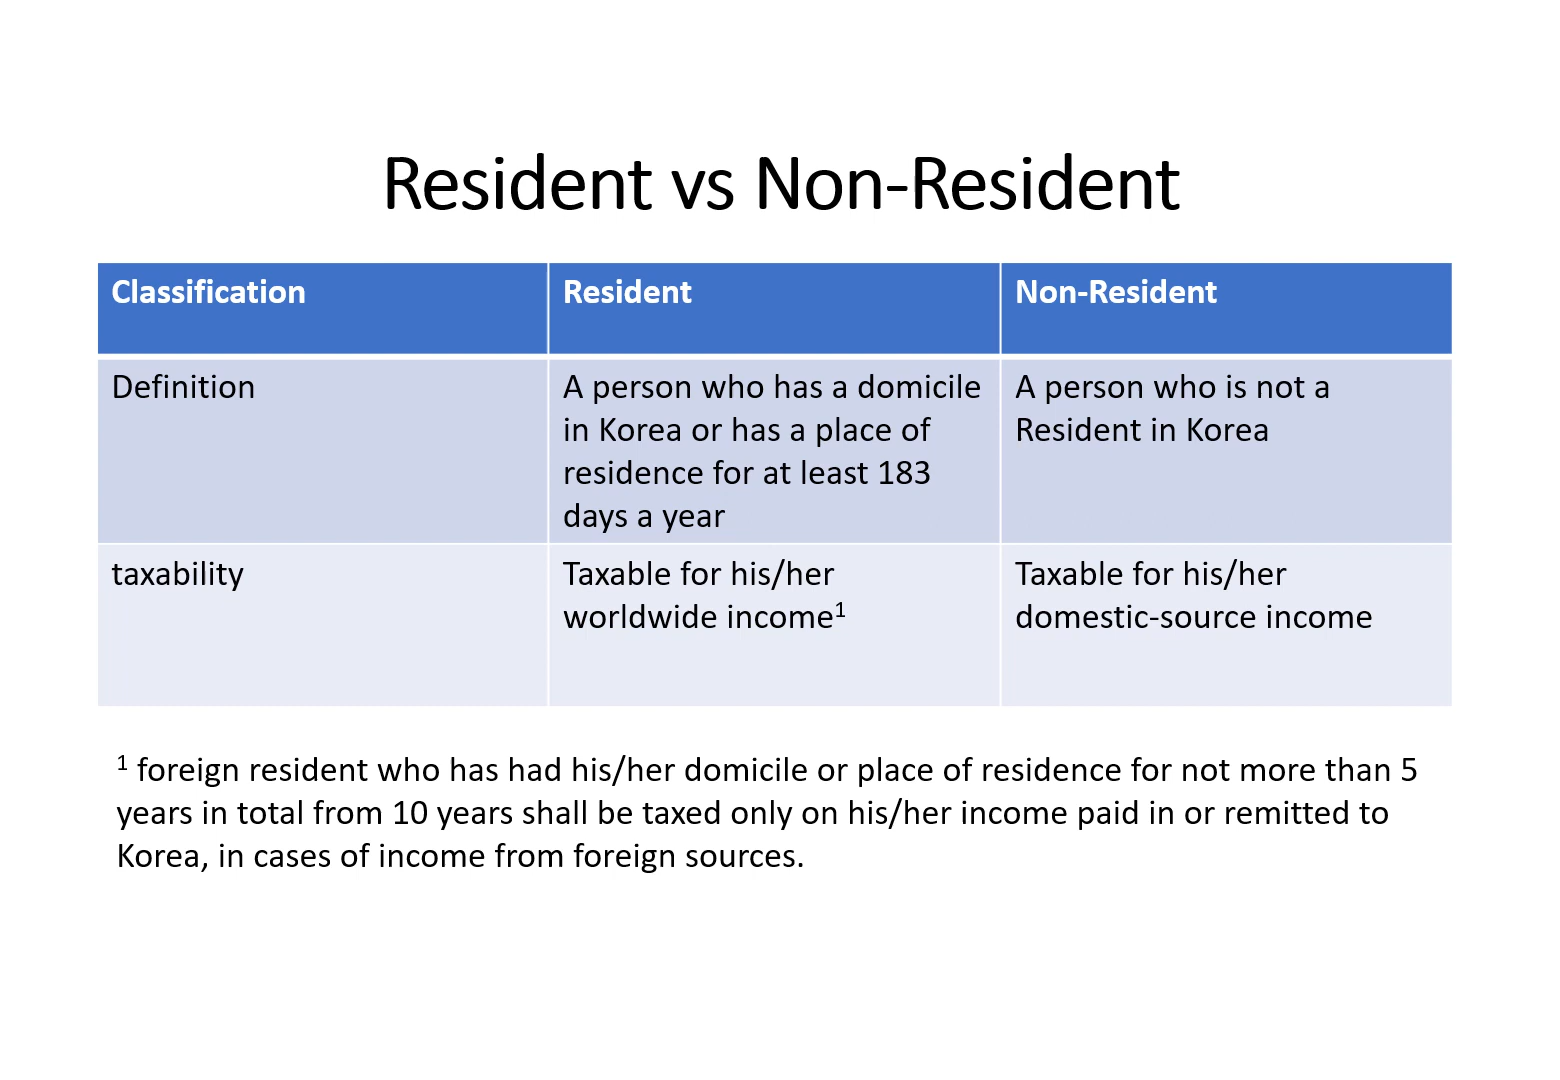 Resident vs Non-Resident
Classification
Resident
Non-Resident
Definition
A person who has a domicile
in Korea or has a place of
residence for at least 183
days a year
A person who is not a
Resident in Korea
taxability
Taxable for his/her
worldwide income¹
Taxable for his/her
domestic-source income
¹ foreign resident who has had his/her domicile or place of residence for not more than 5
years in total from 10 years shall be taxed only on his/her income paid in or remitted to
Korea, in cases of income from foreign sources.